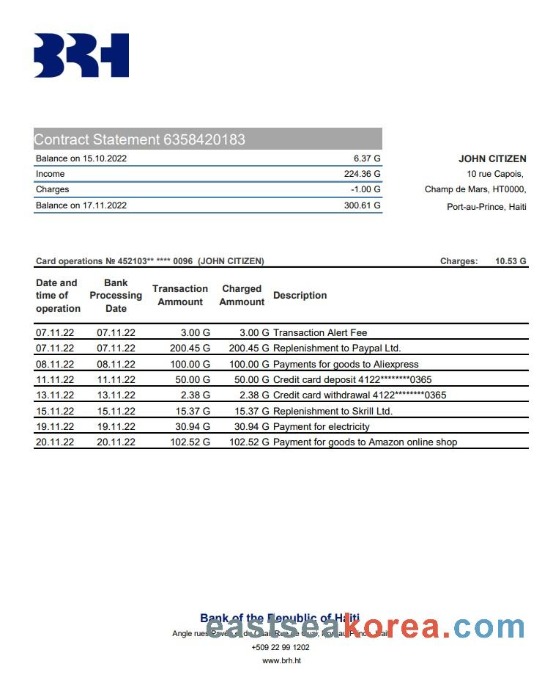 BRH
Contract Statement 6358420183
Balance on 15.10.2022 6.37 G
Income 224.36 G
Charges -1.00 G
Balance on 17.11.2022 300.61 G
JOHN CITIZEN
10 rue Capois,
Champ de Mars, HT0000,
Port-au-Prince, Haiti
Card operations № 452103** **** 0096 (JOHN CITIZEN) Charges: 10.53 G
Date and time of operation Bank Processing Date Transaction Amount Charged Amount Description
07.11.22 07.11.22 3.00 G 3.00 G Transaction Alert Fee
07.11.22 07.11.22 200.45 G 200.45 G Replenishment to Paypal Ltd.
08.11.22 08.11.22 100.00 G 100.00 G Payments for goods to Aliexpress
11.11.22 11.11.22 50.00 G 50.00 G Credit card deposit 4122********0365
13.11.22 13.11.22 2.38 G 2.38 G Credit card withdrawal 4122********0365
15.11.22 15.11.22 15.37 G 15.37 G Replenishment to Skrill Ltd.
19.11.22 19.11.22 30.94 G 30.94 G Payment for electricity
20.11.22 20.11.22 102.52 G 102.52 G Payment for goods to Amazon online shop
Bank of the Republic of Haiti
eastseakorea.com
Angle rues
+509 22 99 1202
www.brh.ht